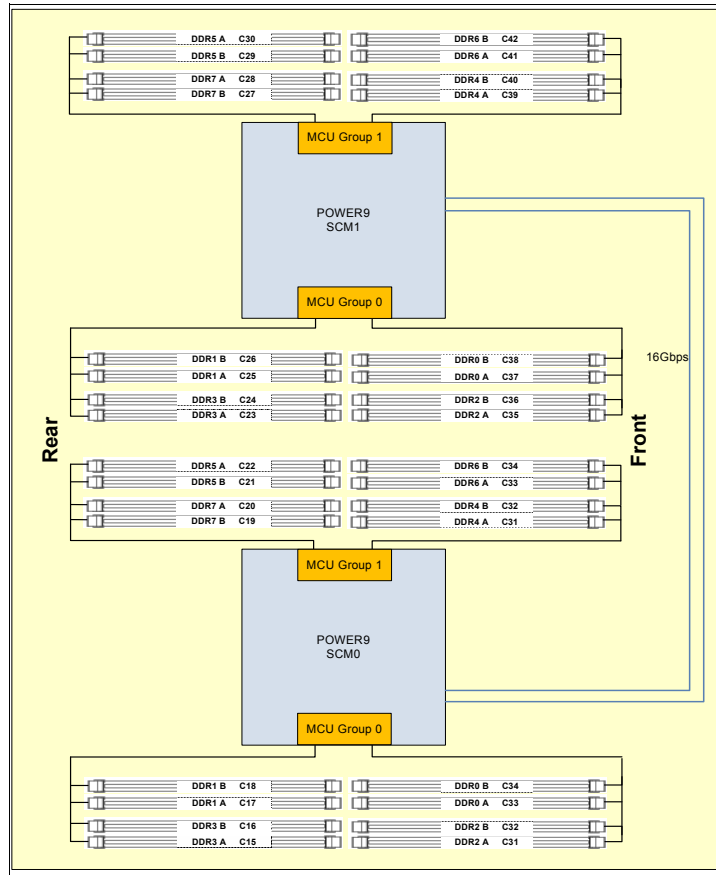 DDR5 A C30 DDR6 B C42
DDR5 B C29 DDR6 A C41
DDR7 A C28 DDR4 B C40
DDR7 B C27 DDR4 A C39
MCU Group 1
POWER9
SCM1
MCU Group 0
16Gbps
DDR1 B C26 DDR0 B C38
DDR1 A C25 DDR0 A C37
DDR3 B C24 DDR2 B C36
DDR3 A C23 DDR2 A C35
Rear
Front
DDR5 A C22 DDR6 B C34
DDR5 B C21 DDR6 A C33
DDR7 A C20 DDR4 B C32
DDR7 B C19 DDR4 A C31
MCU Group 1
POWER9
SCM0
MCU Group 0
DDR1 B C18 DDR0 B C34
DDR1 A C17 DDR0 A C33
DDR3 B C16 DDR2 B C32
DDR3 A C15 DDR2 A C31